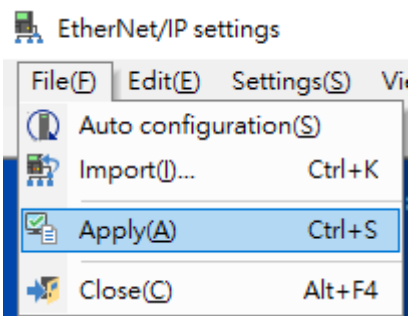 EtherNet/IP settings
File(F) Edit(E) Settings(S)
Auto configuration(S)
Import(I)... Ctrl+K
Apply(A) Ctrl+S
Close(C) Alt+F4